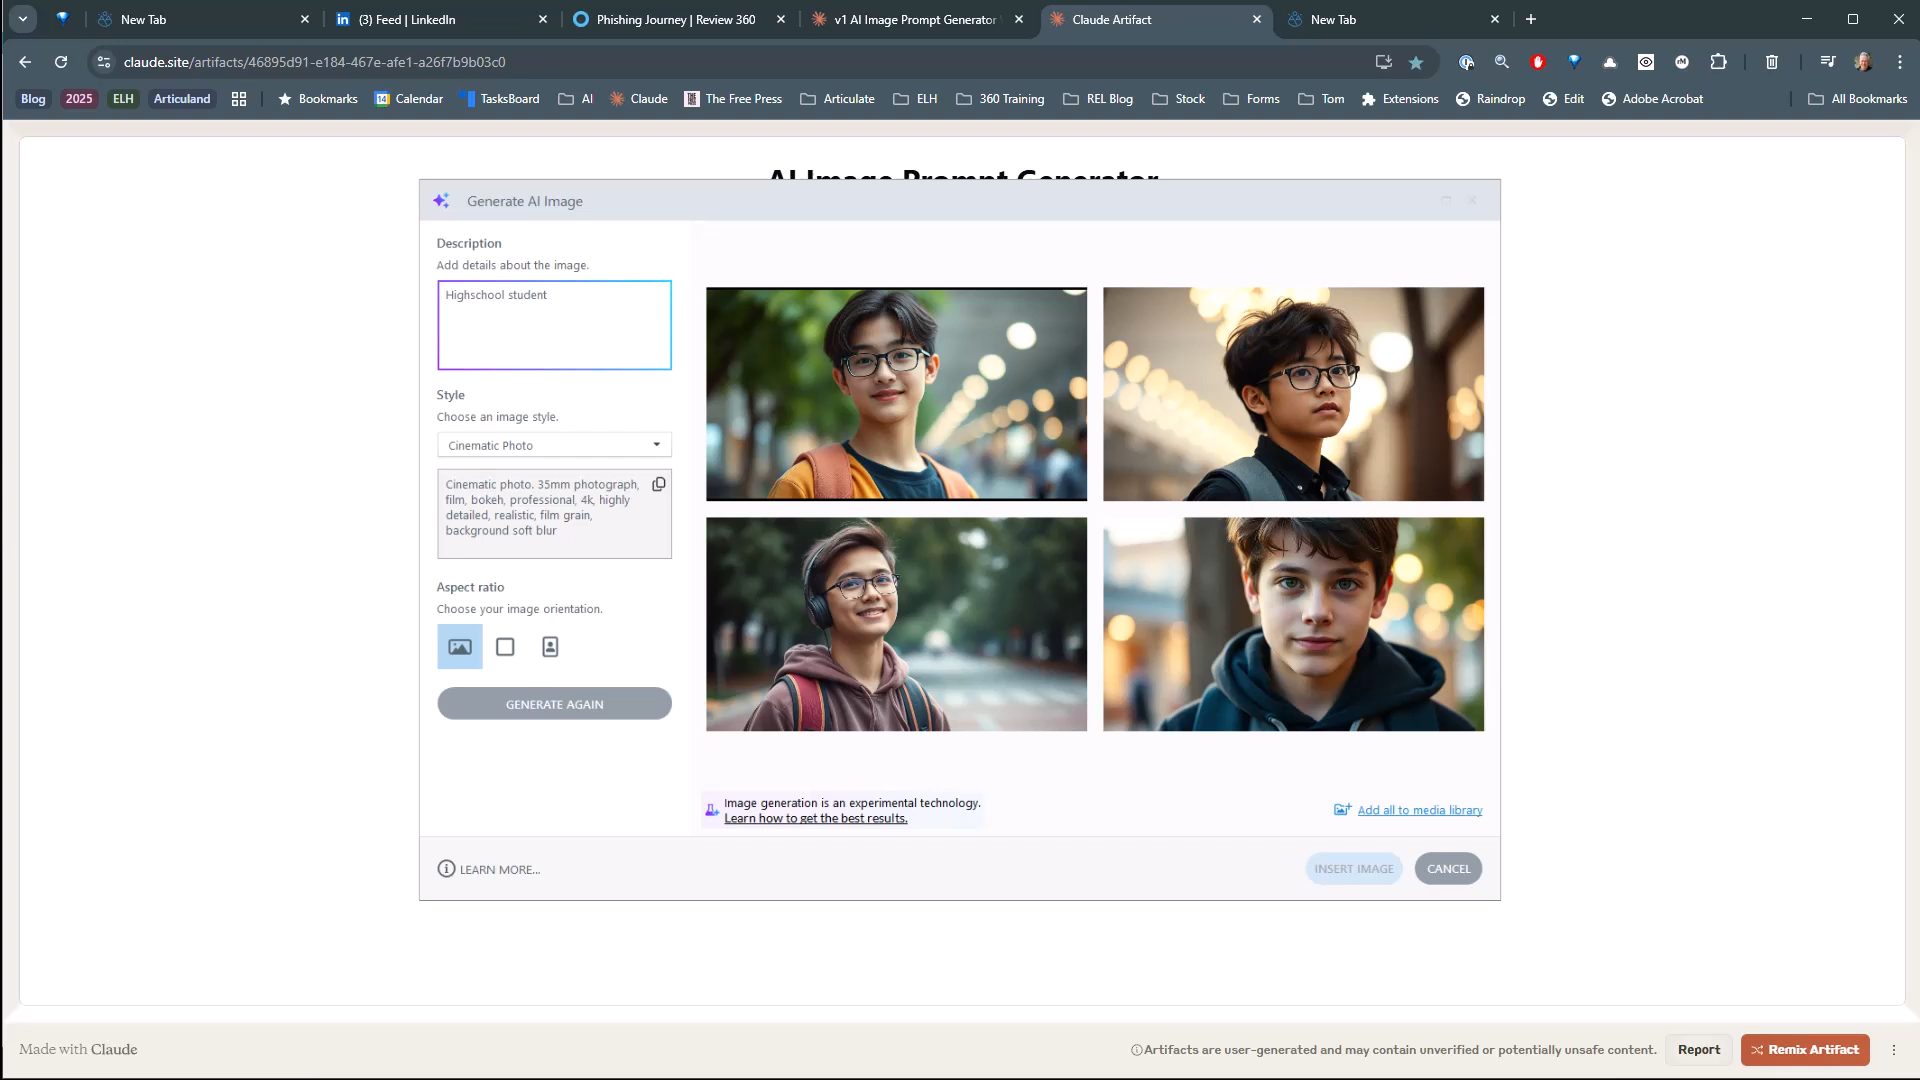 New Tab
(3) Feed | LinkedIn
Phishing Journey | Review 360
v1 AI Image Prompt Generator
Claude Artifact
New Tab
claude.site/artifacts/46895d91-e184-467e-afe1-a26f7b9b03c0
Blog 2025 ELH Articuland Bookmarks Calendar TasksBoard AI Claude The Free Press Articulate ELH 360 Training REL Blog Stock Forms Tom Extensions Raindrop Edit Adobe Acrobat All Bookmarks
AI Image Prompt Generator
Generate AI Image
Description
Add details about the image.
Highschool student
Style
Choose an image style.
Cinematic Photo
Cinematic photo. 35mm photograph,
film, bokeh, professional, 4k, highly
detailed, realistic, film grain,
background soft blur
Aspect ratio
Choose your image orientation.
GENERATE AGAIN
Image generation is an experimental technology.
Learn how to get the best results.
Add all to media library
LEARN MORE...
INSERT IMAGE
CANCEL
Made with Claude
Artifacts are user-generated and may contain unverified or potentially unsafe content.
Report
Remix Artifact